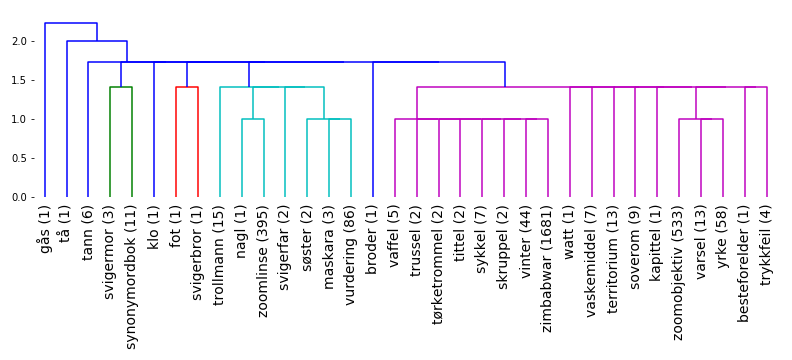 2.0
1.5
1.0
0.5
0.0
gås (1)
tå (1)
tann (6)
svigermor (3)
synonymordbok (11)
klo (1)
fot (1)
svigerbror (1)
trollmann (15)
nagl (1)
zoomlinse (395)
svigerfar (2)
søster (2)
maskara (3)
vurdering (86)
broder (1)
vaffel (5)
trussel (2)
tørketrommel (2)
tittel (2)
sykkel (7)
skruppel (2)
vinter (44)
zimbabwar (1681)
watt (1)
vaskemiddel (7)
territorium (13)
soverom (9)
kapittel (1)
zoomobjektiv (533)
varsel (13)
yrke (58)
besteforelder (1)
trykkfeil (4)